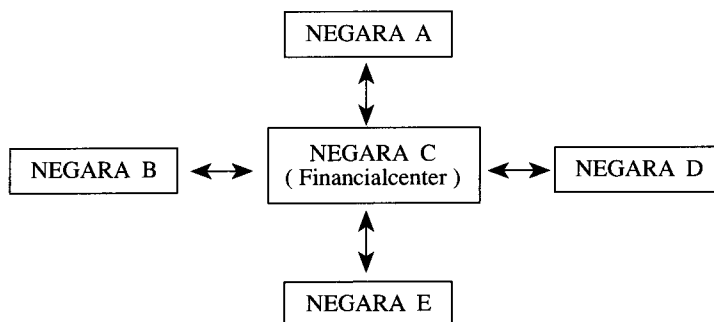 NEGARA A
NEGARA B
NEGARA C
( Financialcenter )
NEGARA D
NEGARA E